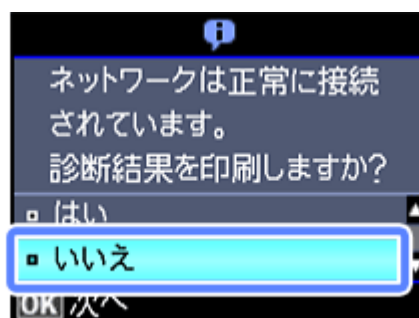 ネットワークは正常に接続
されています。
診断結果を印刷しますか?
はい
いいえ
OK 次へ